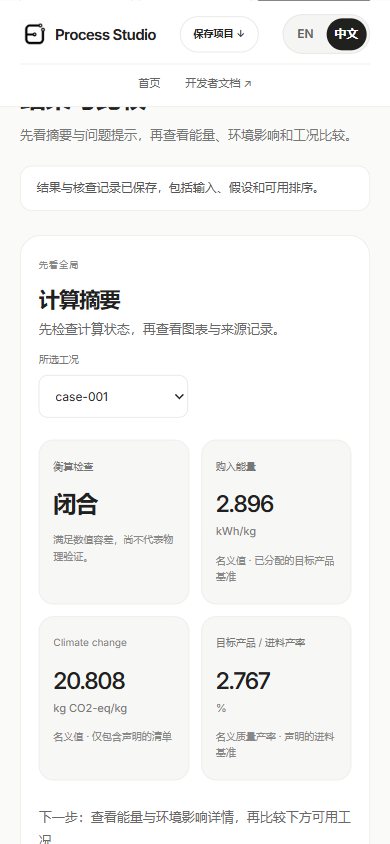 Process Studio
保存项目 ↓
EN
中文
首页
开发者文档 ↗
先看摘要与问题提示，再查看能量、环境影响和工况比较。
结果与核查记录已保存，包括输入、假设和可用排序。
先看全局
计算摘要
先检查计算状态，再查看图表与来源记录。
所选工况
case-001
衡算检查
闭合
满足数值容差，尚不代表物
理验证。
购入能量
2.896
kWh/kg
名义值 · 已分配的目标产品
基准
Climate change
20.808
kg CO2-eq/kg
名义值 · 仅包含声明的清单
目标产品 / 进料产率
2.767
%
名义质量产率 · 声明的进料
基准
下一步：查看能量与环境影响详情，再比较下方可用工
况。